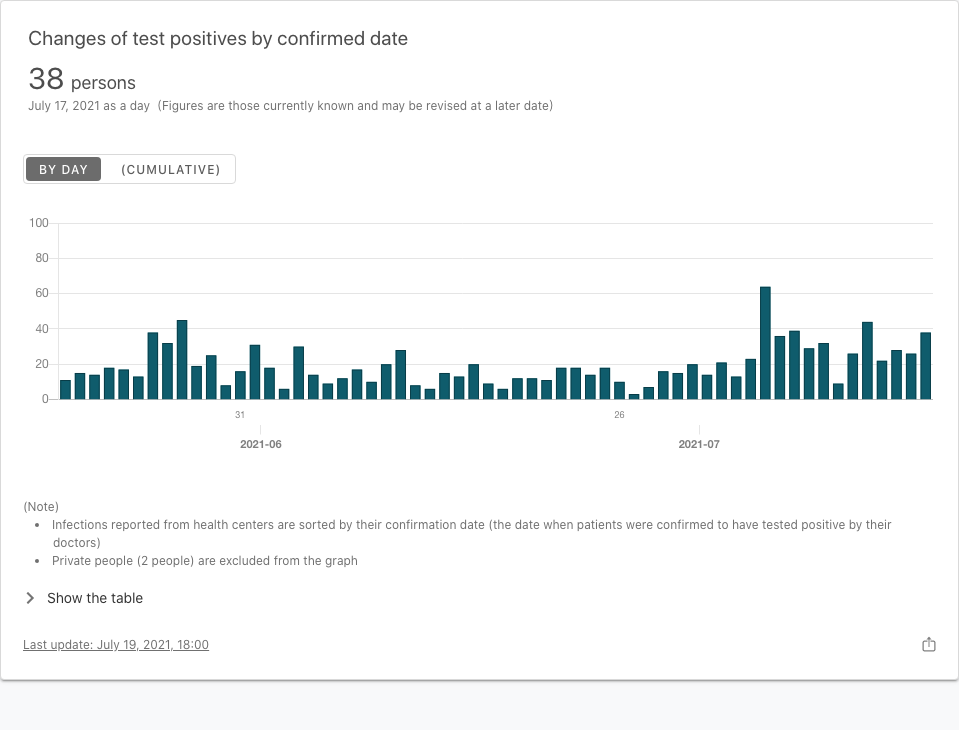 Changes of test positives by confirmed date
38 persons
July 17, 2021 as a day (Figures are those currently known and may be revised at a later date)
BY DAY (CUMULATIVE)
100
80
60
40
20
0
31 26
2021-06 2021-07
(Note)
• Infections reported from health centers are sorted by their confirmation date (the date when patients were confirmed to have tested positive by their
doctors)
• Private people (2 people) are excluded from the graph
Show the table
Last update: July 19, 2021, 18:00